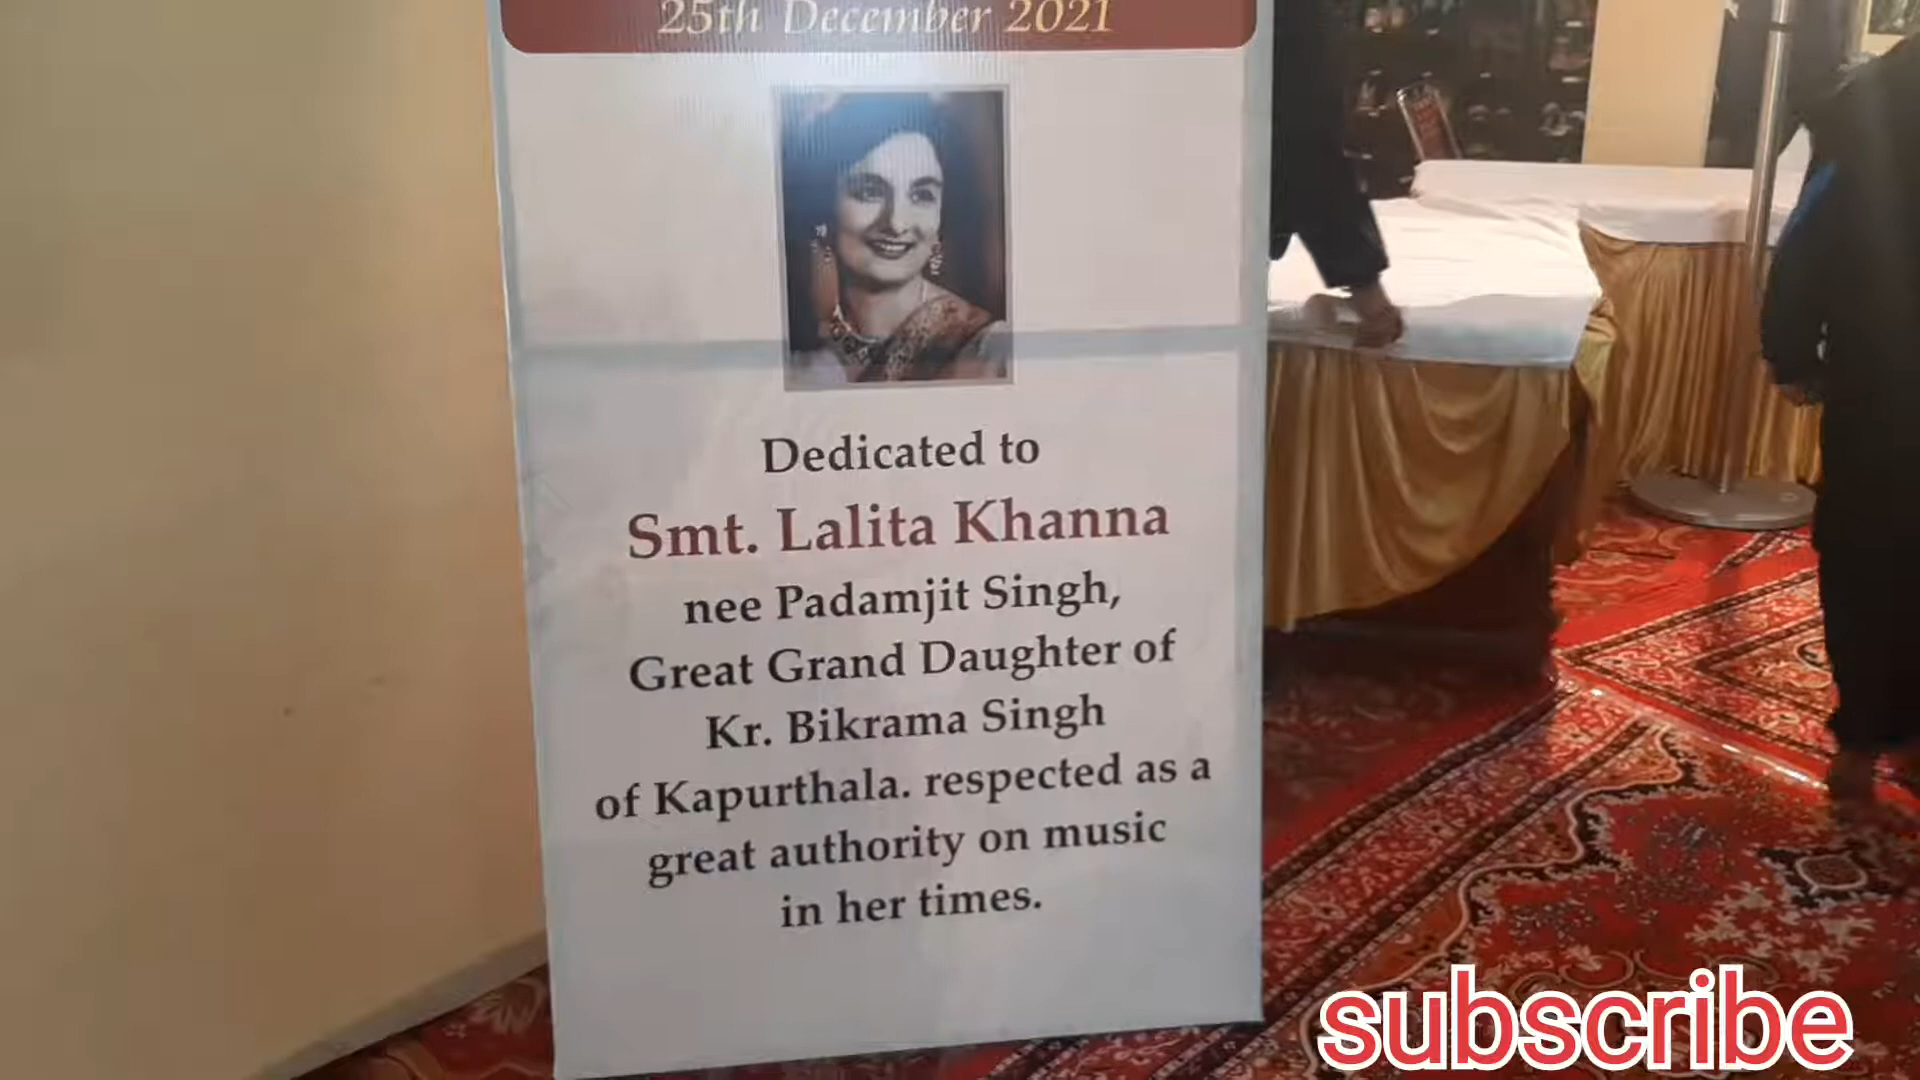 25th December 2021
Dedicated to
Smt. Lalita Khanna
nee Padamjit Singh,
Great Grand Daughter of
Kr. Bikrama Singh
of Kapurthala. respected as a
great authority on music
in her times.
subscribe